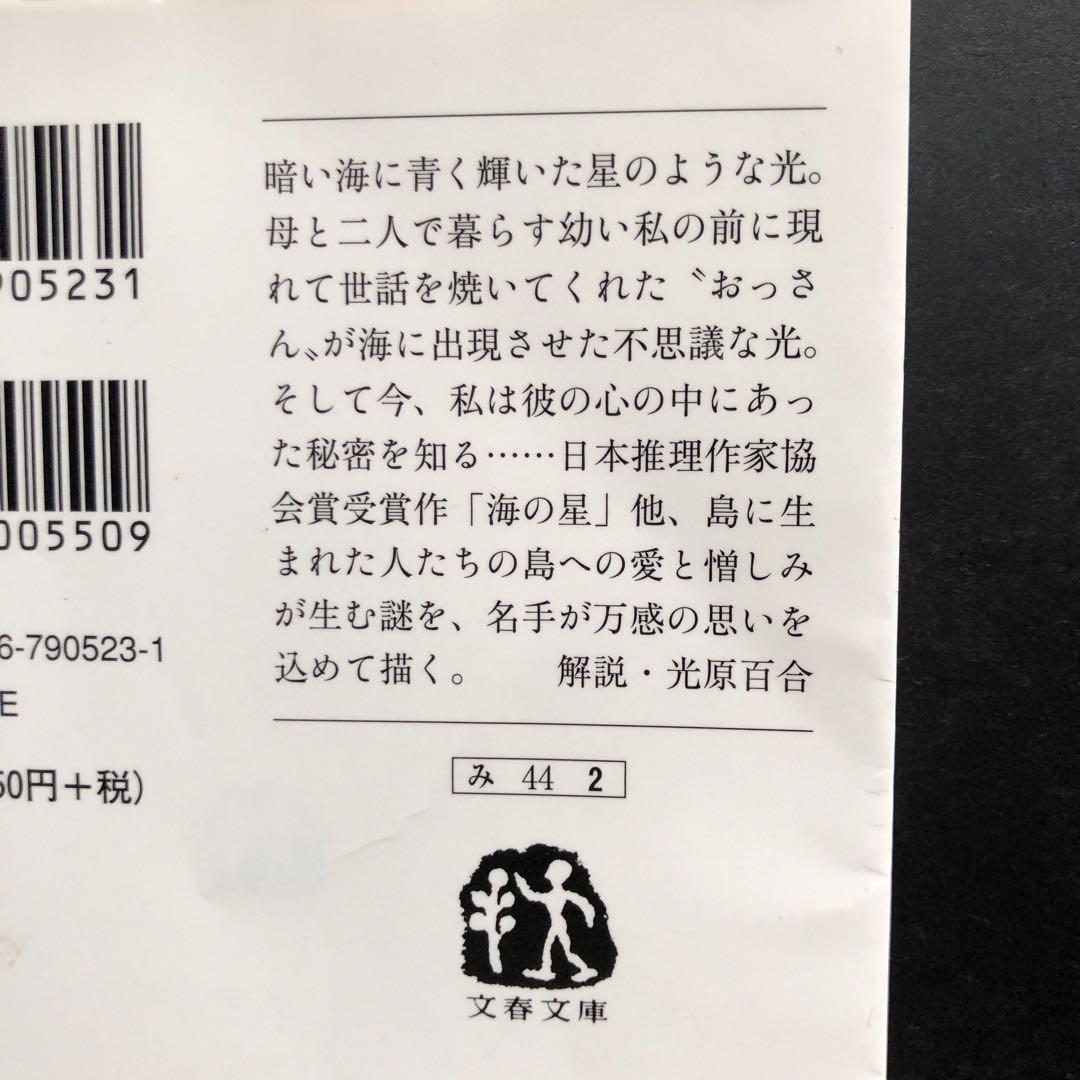 905231
005509
6-790523-1
E
50円+税)
暗い海に青く輝いた星のような光。
母と二人で暮らす幼い私の前に現
れて世話を焼いてくれた〝おっさ
ん〟が海に出現させた不思議な光。
そして今、私は彼の心の中にあっ
た秘密を知る……日本推理作家協
会賞受賞作「海の星」他、島に生
まれた人たちの島への愛と憎しみ
が生む謎を、名手が万感の思いを
込めて描く。　　解説・光原百合
み 44 2
文春文庫